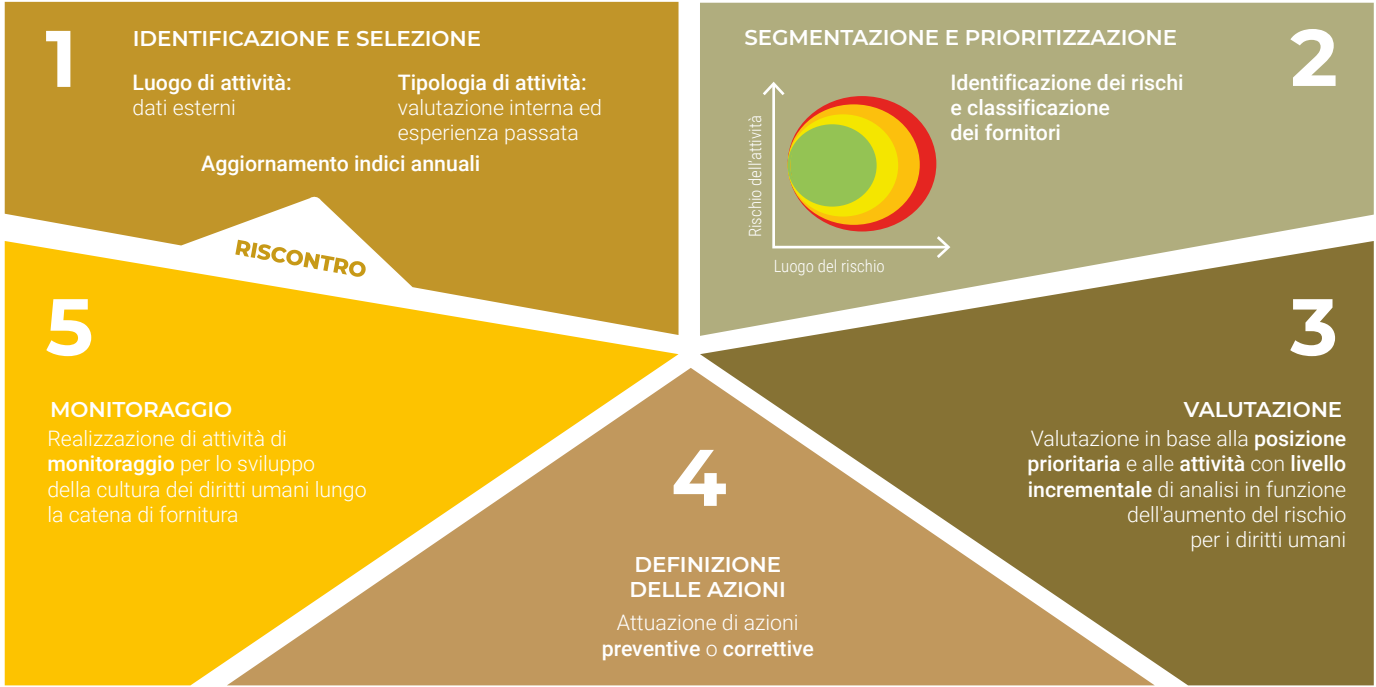 1
IDENTIFICAZIONE E SELEZIONE
Luogo di attività:
dati esterni
Tipologia di attività:
valutazione interna ed
esperienza passata
Aggiornamento indici annuali
RISCONTRO
2
SEGMENTAZIONE E PRIORITIZZAZIONE
Rischio dell'attività
Luogo del rischio
Identificazione dei rischi
e classificazione
dei fornitori
3
VALUTAZIONE
Valutazione in base alla posizione
prioritaria e alle attività con livello
incrementale di analisi in funzione
dell'aumento del rischio
per i diritti umani
4
DEFINIZIONE
DELLE AZIONI
Attuazione di azioni
preventive o correttive
5
MONITORAGGIO
Realizzazione di attività di
monitoraggio per lo sviluppo
della cultura dei diritti umani lungo
la catena di fornitura